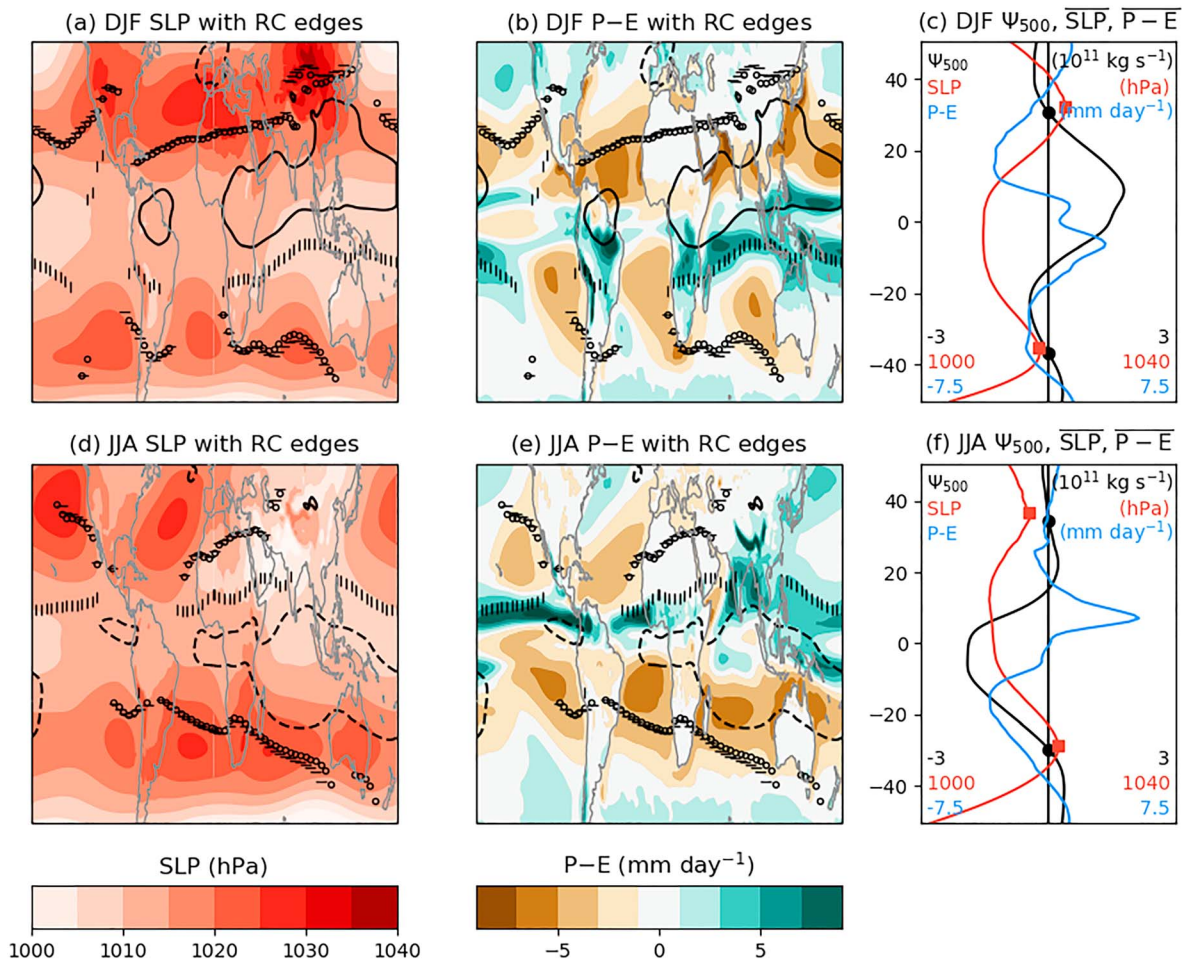 (a) DJF SLP with RC edges
(b) DJF P−E with RC edges
(c) DJF Ψ₅₀₀, S̅L̅P̅, P̅ ̅−̅ ̅E̅
40
20
0
−20
−40
Ψ₅₀₀ (10¹¹ kg s⁻¹)
SLP (hPa)
P-E (mm day⁻¹)
-3 3
1000 1040
-7.5 7.5
(d) JJA SLP with RC edges
(e) JJA P−E with RC edges
(f) JJA Ψ₅₀₀, S̅L̅P̅, P̅ ̅−̅ ̅E̅
40
20
0
−20
−40
Ψ₅₀₀ (10¹¹ kg s⁻¹)
SLP (hPa)
P-E (mm day⁻¹)
-3 3
1000 1040
-7.5 7.5
SLP (hPa)
1000 1010 1020 1030 1040
P−E (mm day⁻¹)
−5 0 5